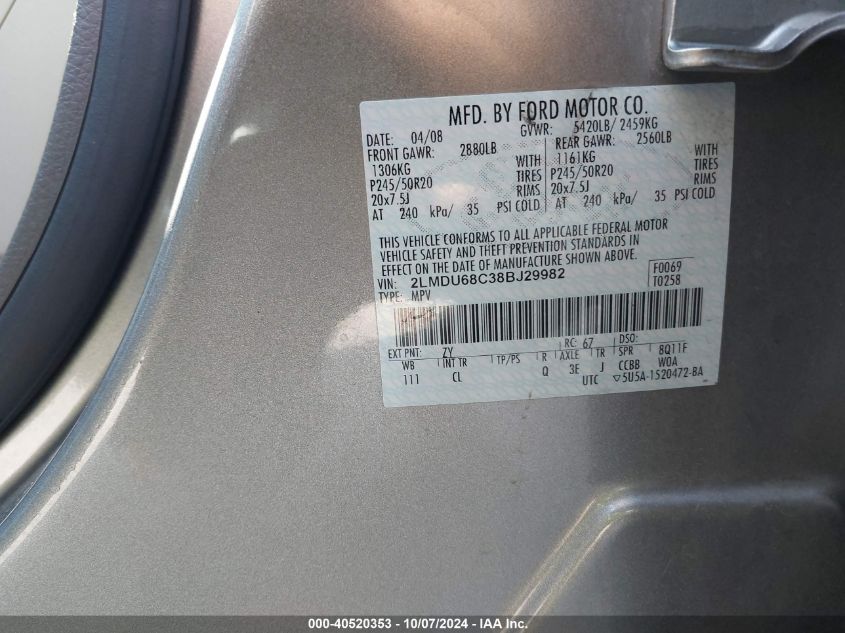 MFD. BY FORD MOTOR CO.
DATE: 04/08 GVWR: 5420LB/ 2459KG
FRONT GAWR: 2880LB REAR GAWR: 2560LB
1306KG WITH 1161KG WITH
P245/50R20 TIRES P245/50R20 TIRES
20x7.5J RIMS 20x7.5J RIMS
AT 240 kPa/ 35 PSI COLD AT 240 kPa/ 35 PSI COLD
THIS VEHICLE CONFORMS TO ALL APPLICABLE FEDERAL MOTOR
VEHICLE SAFETY AND THEFT PREVENTION STANDARDS IN
EFFECT ON THE DATE OF MANUFACTURE SHOWN ABOVE.
VIN: 2LMDU68C38BJ29982 F0069
TYPE: MPV T0258
EXT PNT: ZY RC: 67 DSO:
WB INT TR TP/PS R AXLE TR SPR 8Q11F
111 CL Q 3E J CCBB W0A
UTC ▽5U5A-1520472-BA
000-40520353 - 10/07/2024 - IAA Inc.